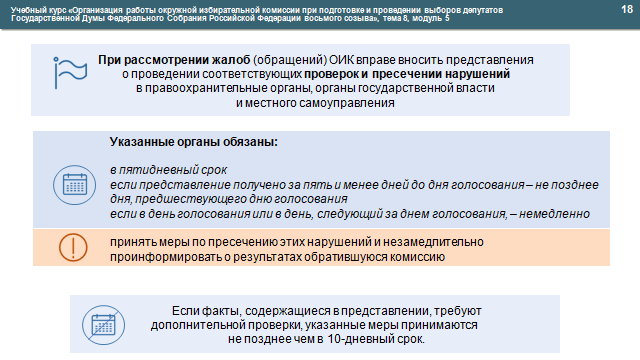 Учебный курс «Организация работы окружной избирательной комиссии при подготовке и проведении выборов депутатов
Государственной Думы Федерального Собрания Российской Федерации восьмого созыва», тема 8, модуль 5
18
При рассмотрении жалоб (обращений) ОИК вправе вносить представления
о проведении соответствующих проверок и пресечении нарушений
в правоохранительные органы, органы государственной власти
и местного самоуправления
Указанные органы обязаны:
в пятидневный срок
если представление получено за пять и менее дней до дня голосования – не позднее
дня, предшествующего дню голосования
если в день голосования или в день, следующий за днем голосования, – немедленно
принять меры по пресечению этих нарушений и незамедлительно
проинформировать о результатах обратившуюся комиссию
Если факты, содержащиеся в представлении, требуют
дополнительной проверки, указанные меры принимаются
не позднее чем в 10-дневный срок.